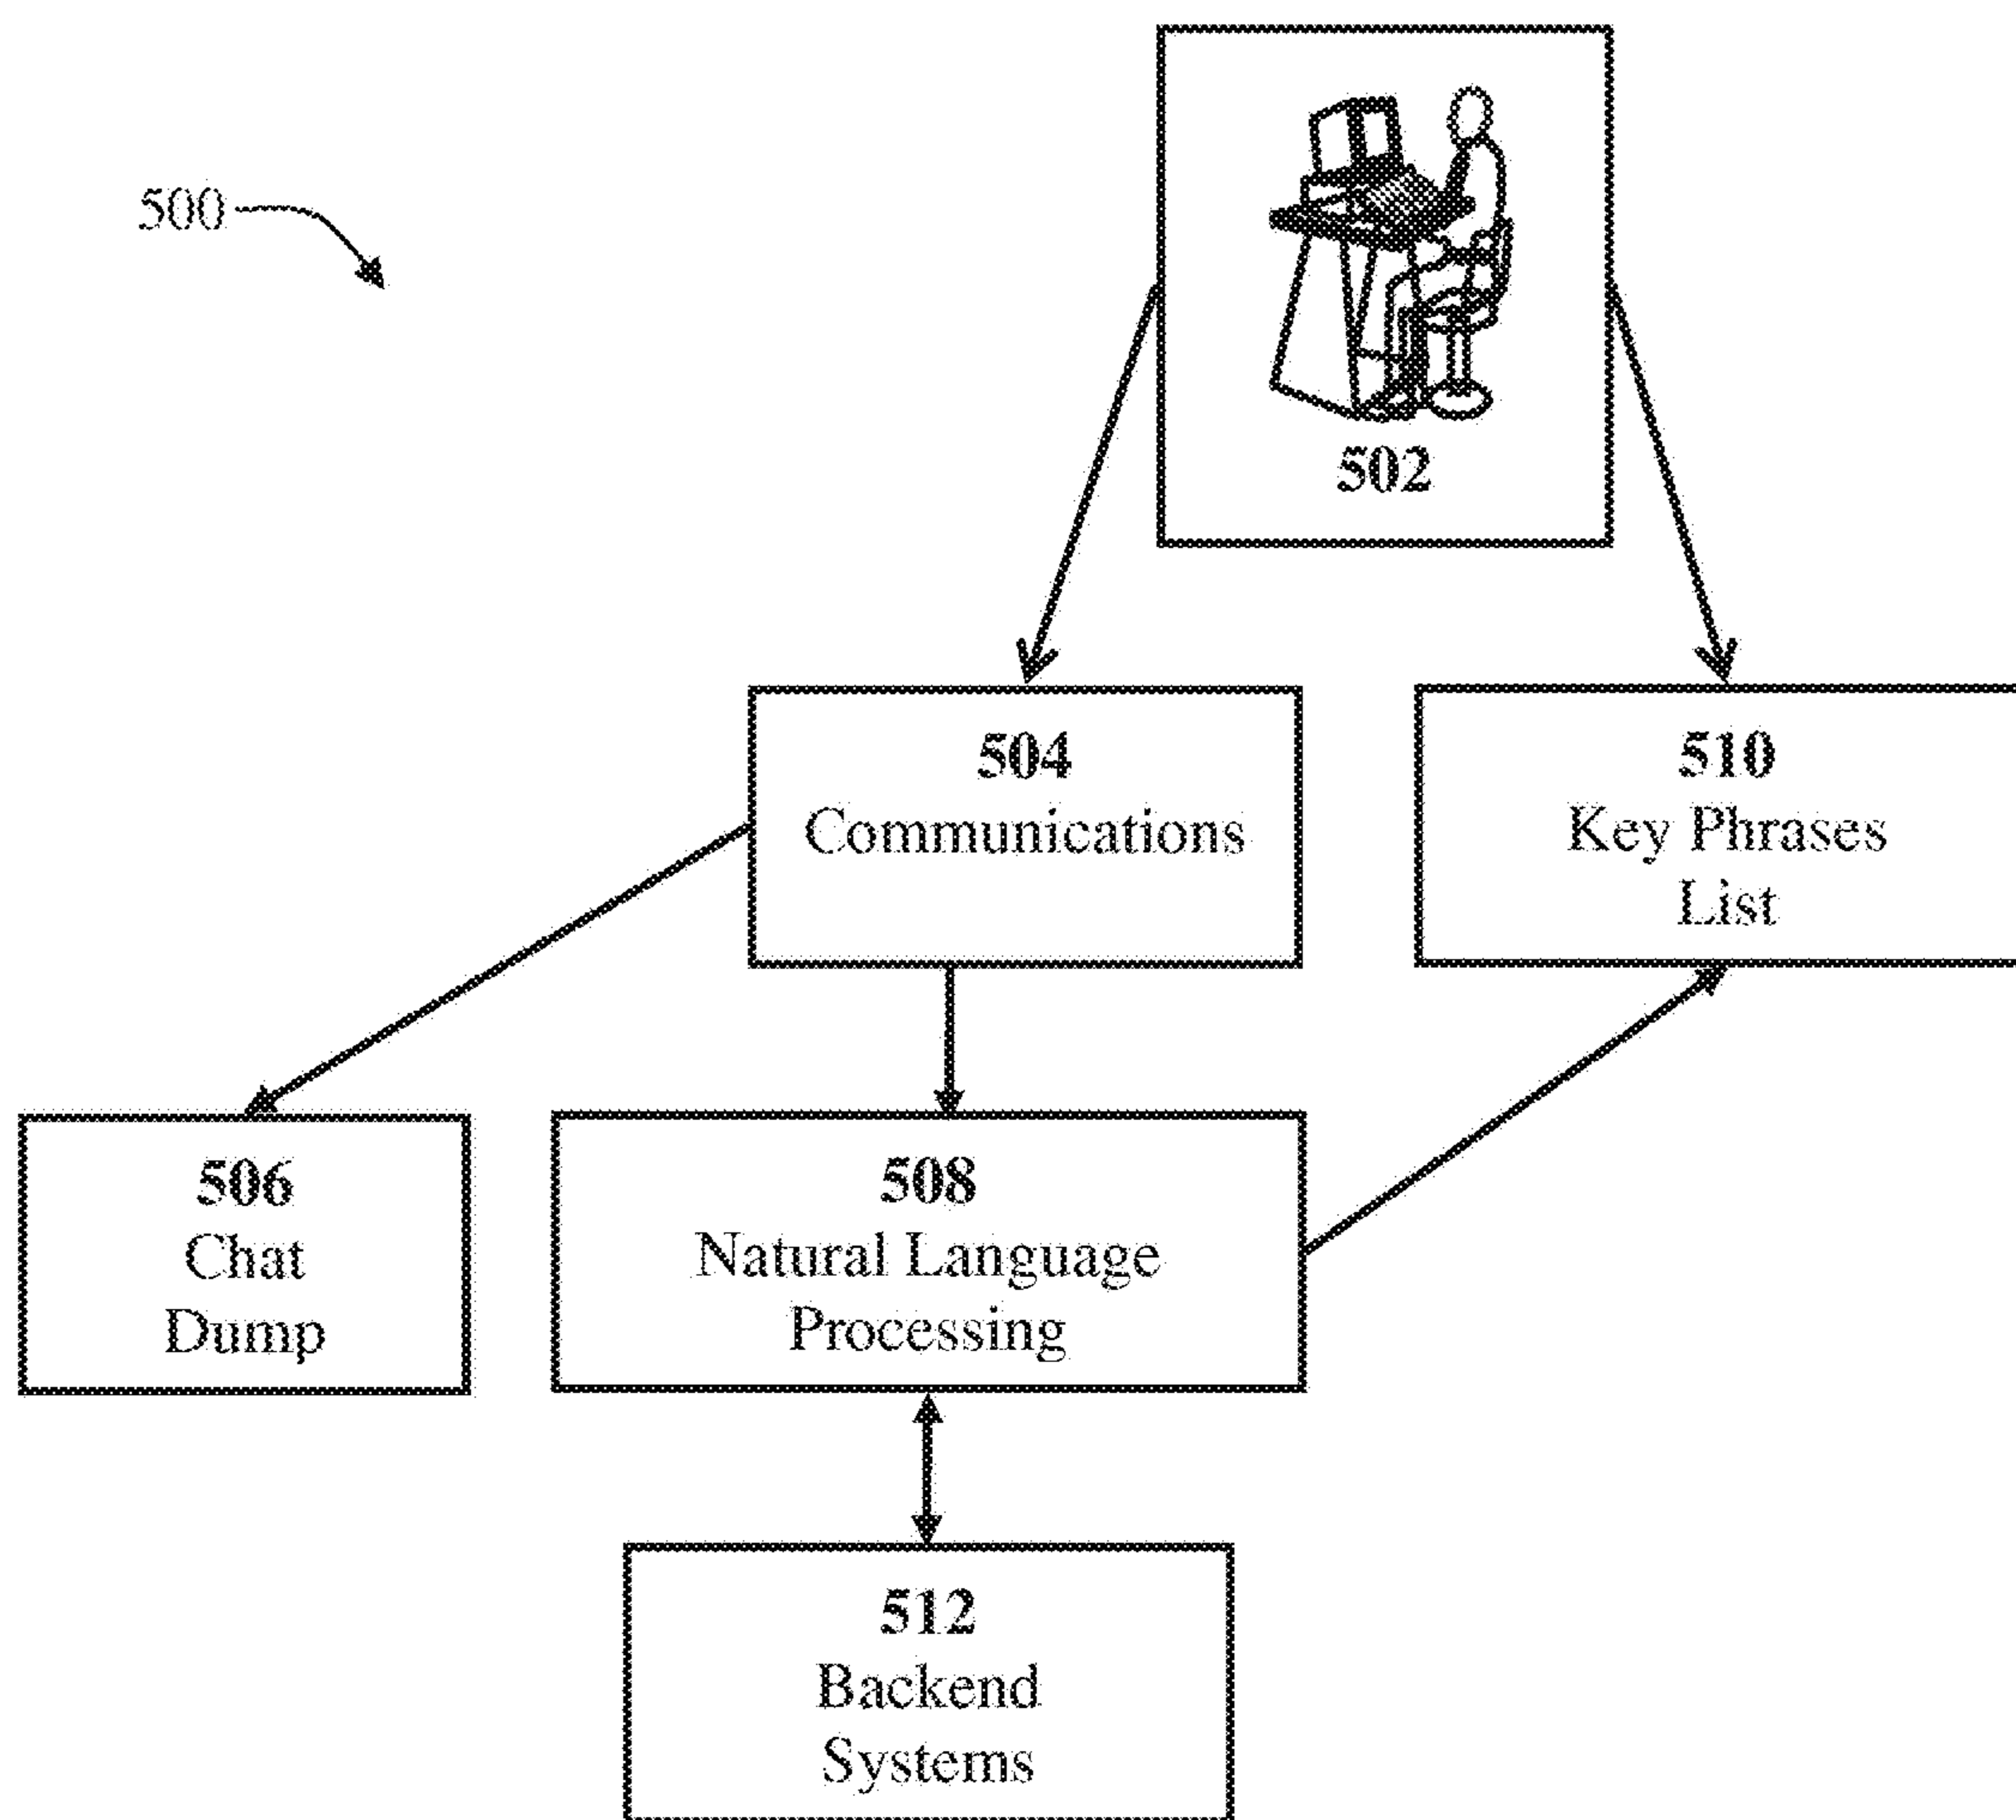 500
502
504
Communications
510
Key Phrases
List
506
Chat
Dump
508
Natural Language
Processing
512
Backend
Systems